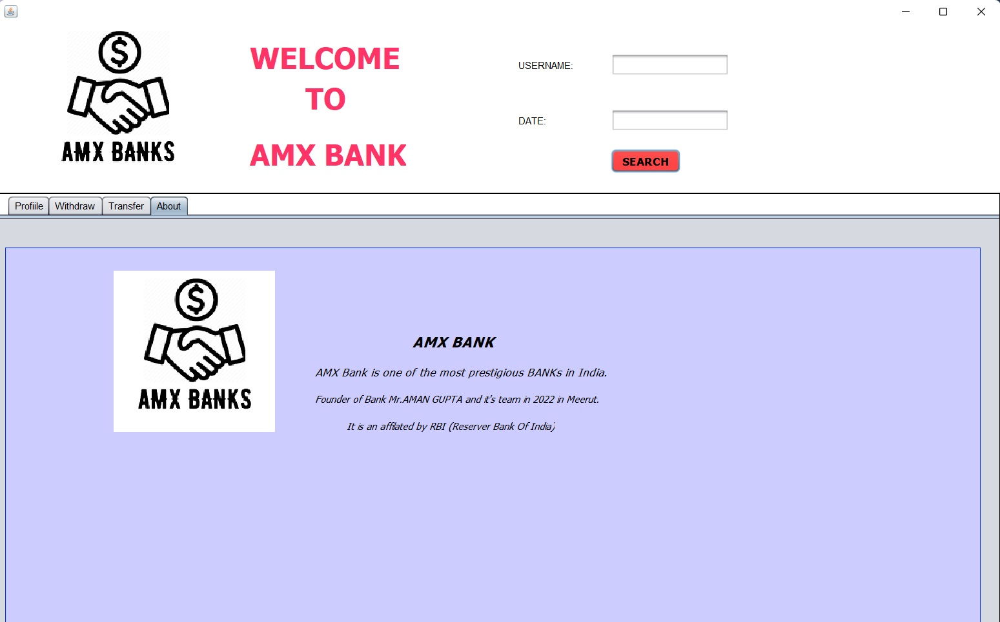 $
AMX BANKS
WELCOME
TO
AMX BANK
USERNAME:
DATE:
SEARCH
Profiile
Withdraw
Transfer
About
$
AMX BANKS
AMX BANK
AMX Bank is one of the most prestigious BANKs in India.
Founder of Bank Mr.AMAN GUPTA and it's team in 2022 in Meerut.
It is an affilated by RBI (Reserver Bank Of India)